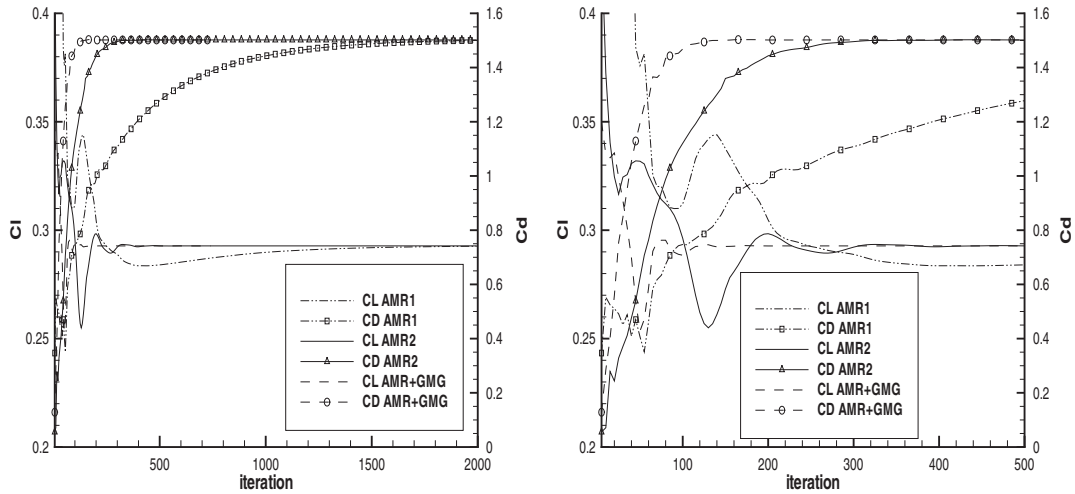 0.4
0.35
0.3
0.25
0.2
Cl
1.6
1.4
1.2
1
0.8
0.6
0.4
0.2
0
Cd
500
1000
1500
2000
iteration
CL AMR1
CD AMR1
CL AMR2
CD AMR2
CL AMR+GMG
CD AMR+GMG
0.4
0.35
0.3
0.25
0.2
Cl
1.6
1.4
1.2
1
0.8
0.6
0.4
0.2
0
Cd
100
200
300
400
500
iteration
CL AMR1
CD AMR1
CL AMR2
CD AMR2
CL AMR+GMG
CD AMR+GMG